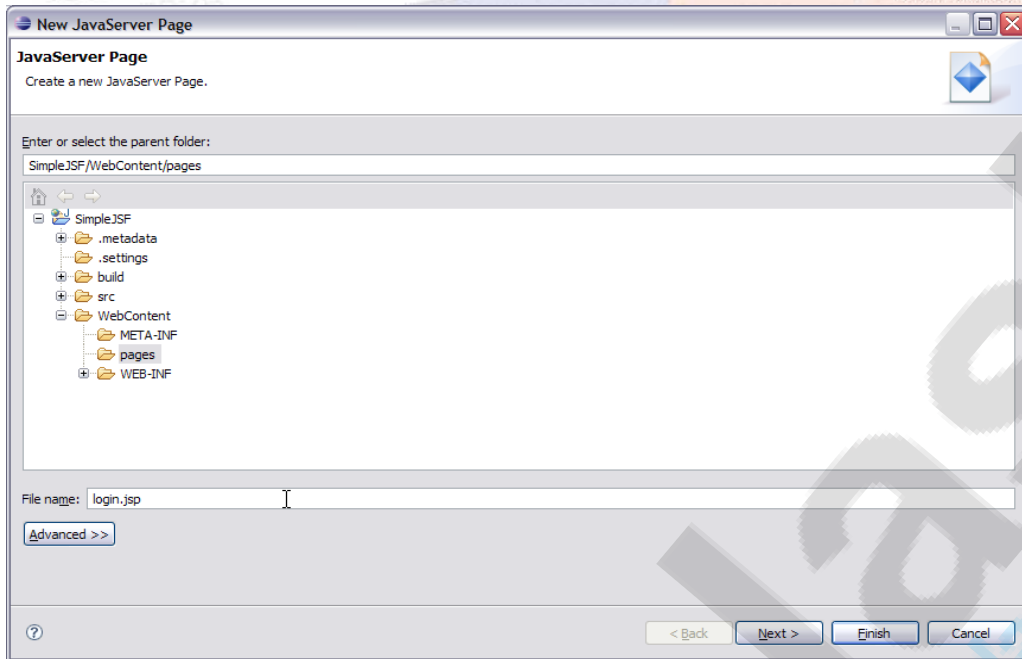 New JavaServer Page
JavaServer Page
Create a new JavaServer Page.
Enter or select the parent folder:
SimpleJSF/WebContent/pages
SimpleJSF
.metadata
.settings
build
src
WebContent
META-INF
pages
WEB-INF
File name: login.jsp
Advanced >>
< Back Next > Finish Cancel